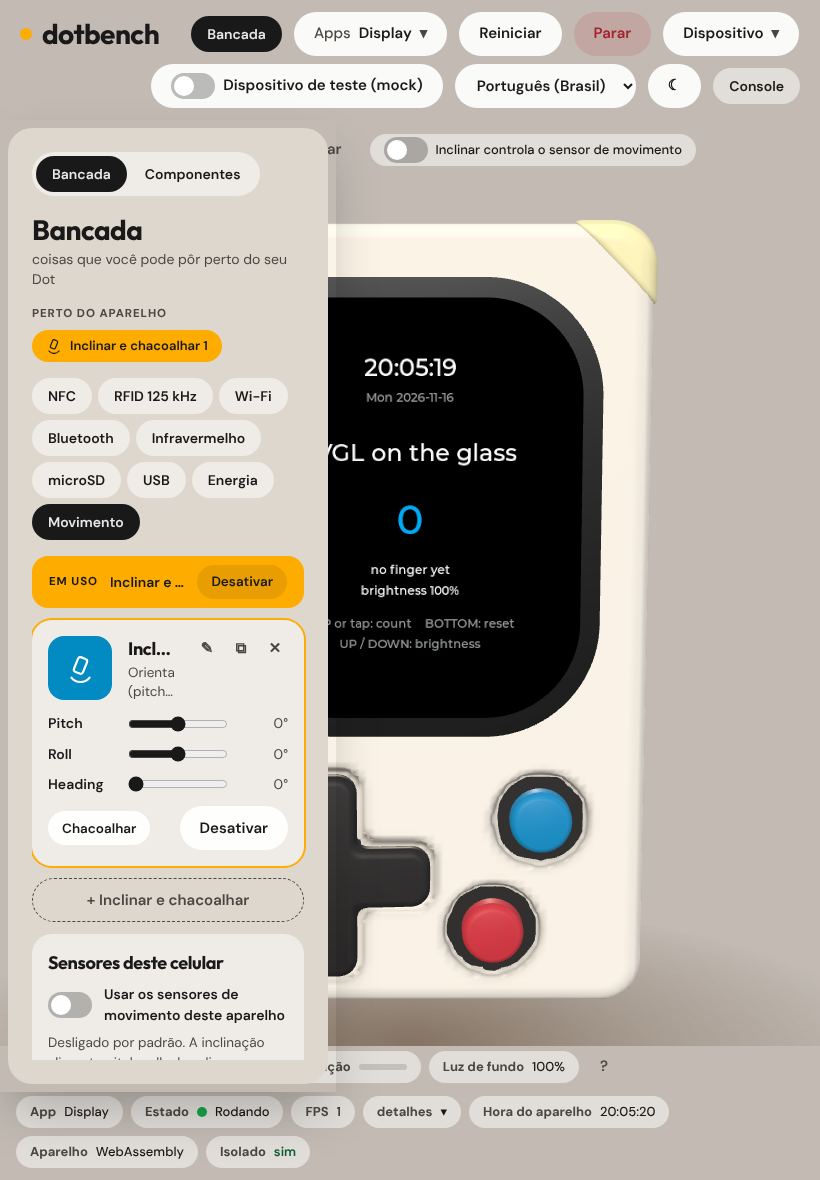 dotbench
Bancada
Apps Display ▾
Reiniciar
Parar
Dispositivo ▾
Dispositivo de teste (mock)
Português (Brasil)
Console
ar
Inclinar controla o sensor de movimento
Bancada
Componentes
Bancada
coisas que você pode pôr perto do seu
Dot
PERTO DO APARELHO
Inclinar e chacoalhar 1
NFC
RFID 125 kHz
Wi-Fi
Bluetooth
Infravermelho
microSD
USB
Energia
Movimento
EM USO Inclinar e ...
Desativar
Incl...
Orienta
(pitch...
Pitch 0°
Roll 0°
Heading 0°
Chacoalhar
Desativar
+ Inclinar e chacoalhar
Sensores deste celular
Usar os sensores de
movimento deste aparelho
Desligado por padrão. A inclinação
20:05:19
Mon 2026-11-16
VGL on the glass
0
no finger yet
brightness 100%
P or tap: count BOTTOM: reset
UP / DOWN: brightness
ção
Luz de fundo 100%
?
App Display
Estado Rodando
FPS 1
detalhes ▾
Hora do aparelho 20:05:20
Aparelho WebAssembly
Isolado sim